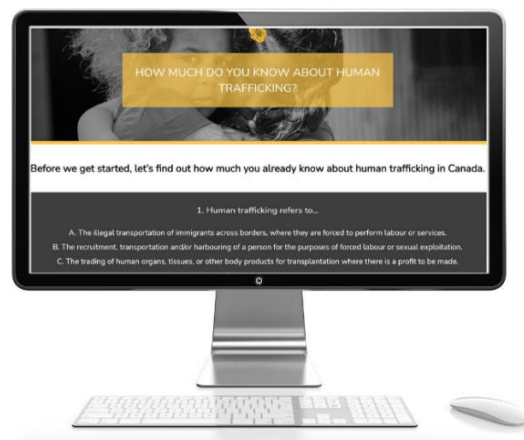 HOW MUCH DO YOU KNOW ABOUT HUMAN
TRAFFICKING?
Before we get started, let's find out how much you already know about human trafficking in Canada.
1. Human trafficking refers to...
A. The illegal transportation of immigrants across borders, where they are forced to perform labour or services.
B. The recruitment, transportation and/or harbouring of a person for the purposes of forced labour or sexual exploitation.
C. The trading of human organs, tissues, or other body products for transplantation where there is a profit to be made.